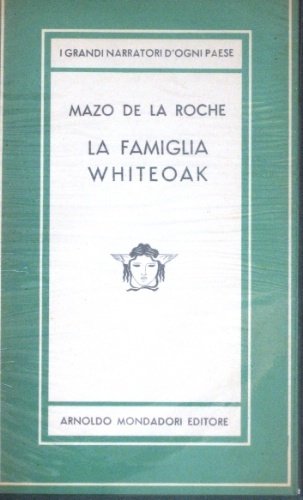 I GRANDI NARRATORI D'OGNI PAESE
MAZO DE LA ROCHE
LA FAMIGLIA
WHITEOAK
ARNOLDO MONDADORI EDITORE